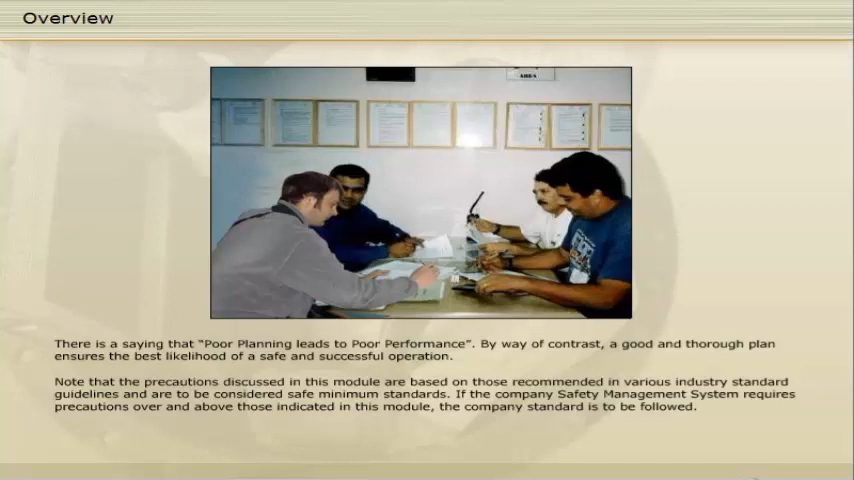 Overview
AREA
There is a saying that “Poor Planning leads to Poor Performance”. By way of contrast, a good and thorough plan
ensures the best likelihood of a safe and successful operation.
Note that the precautions discussed in this module are based on those recommended in various industry standard
guidelines and are to be considered safe minimum standards. If the company Safety Management System requires
precautions over and above those indicated in this module, the company standard is to be followed.